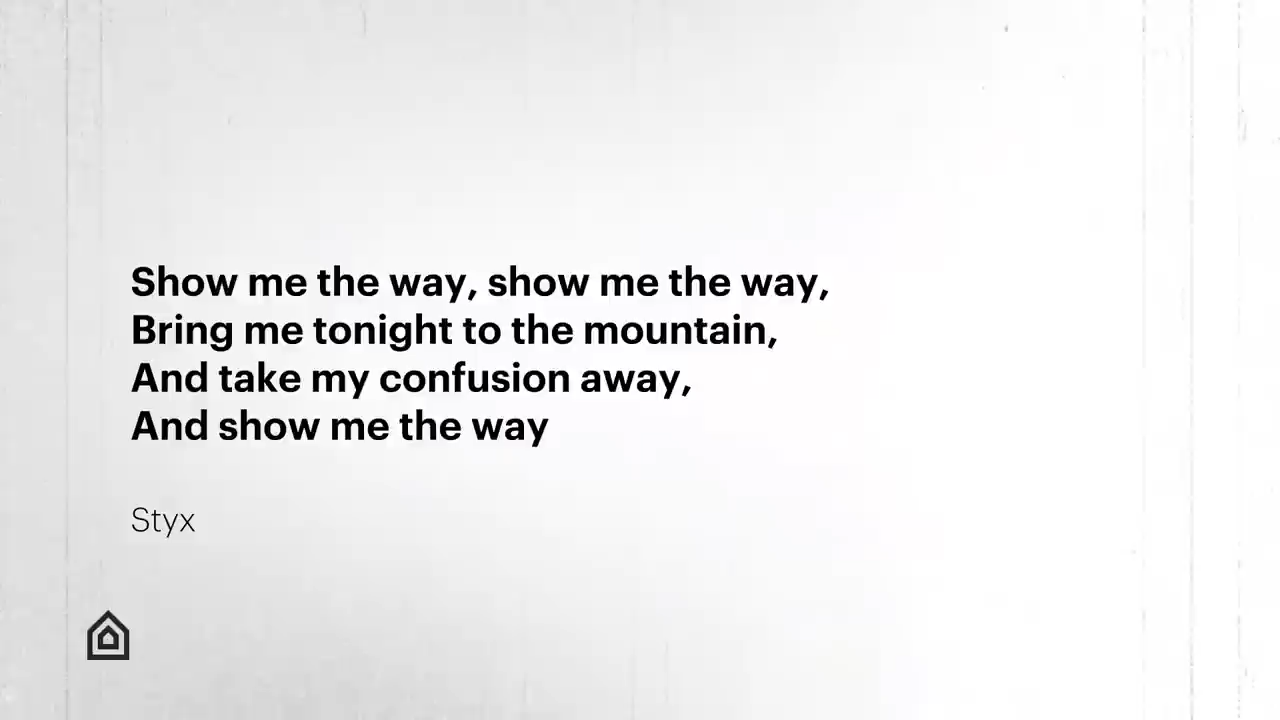 Show me the way, show me the way,
Bring me tonight to the mountain,
And take my confusion away,
And show me the way
Styx